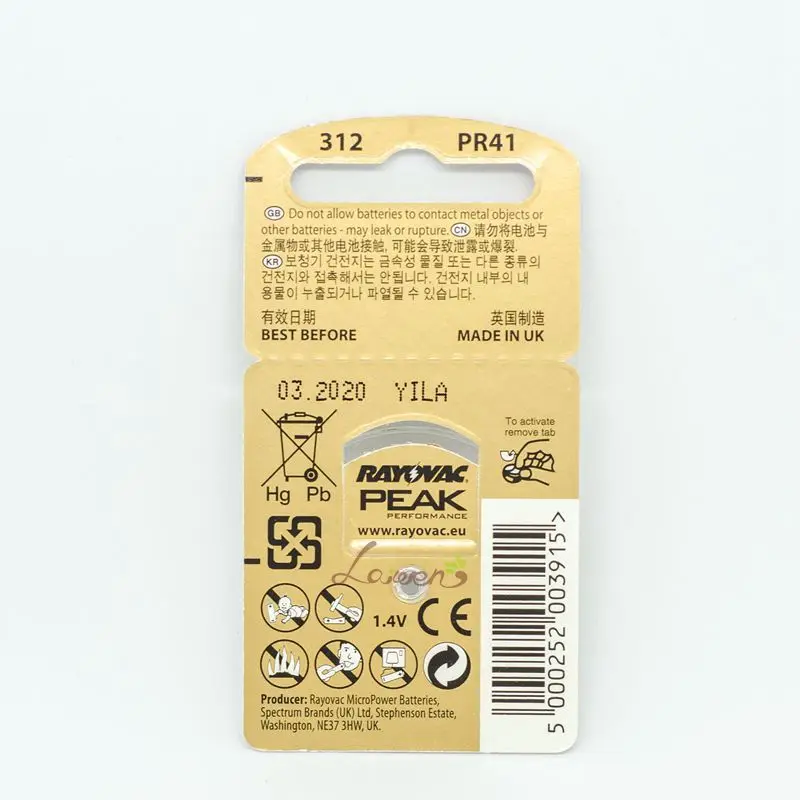 312 PR41
GB Do not allow batteries to contact metal objects or
other batteries - may leak or rupture. CN 请勿将电池与
金属物或其他电池接触, 可能会导致泄露或爆裂.
KR 보청기 건전지는 금속성 물질 또는 다른 종류의
건전지와 접촉해서는 안됩니다. 건전지 내부의 내
용물이 누출되거나 파열될 수 있습니다.
有效日期 英国制造
BEST BEFORE MADE IN UK
03.2020 YILA
To activate
remove tab
Hg Pb
RAYOVAC
PEAK
PERFORMANCE
www.rayovac.eu
Lawen
1.4V CE
Producer: Rayovac MicroPower Batteries,
Spectrum Brands (UK) Ltd, Stephenson Estate,
Washington, NE37 3HW, UK.
5 000252 003915 >